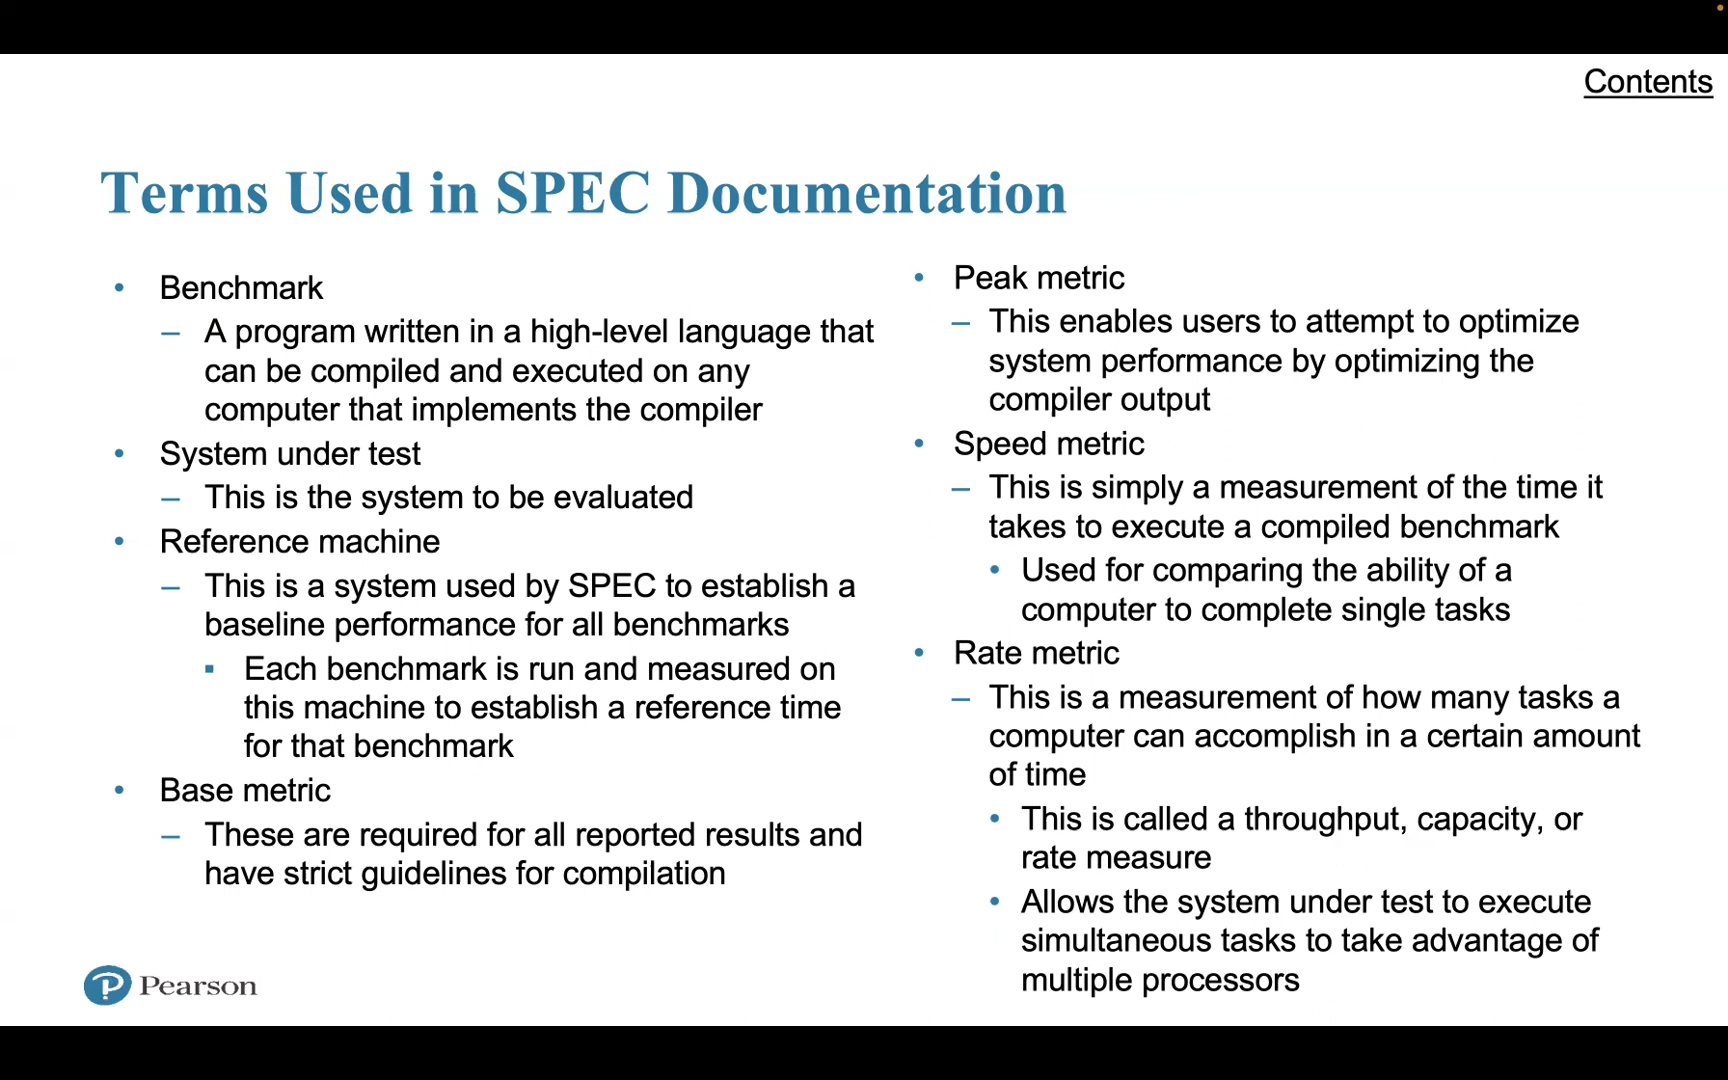 Contents
Terms Used in SPEC Documentation
• Benchmark
– A program written in a high-level language that
can be compiled and executed on any
computer that implements the compiler
• System under test
– This is the system to be evaluated
• Reference machine
– This is a system used by SPEC to establish a
baseline performance for all benchmarks
▪ Each benchmark is run and measured on
this machine to establish a reference time
for that benchmark
• Base metric
– These are required for all reported results and
have strict guidelines for compilation
• Peak metric
– This enables users to attempt to optimize
system performance by optimizing the
compiler output
• Speed metric
– This is simply a measurement of the time it
takes to execute a compiled benchmark
• Used for comparing the ability of a
computer to complete single tasks
• Rate metric
– This is a measurement of how many tasks a
computer can accomplish in a certain amount
of time
• This is called a throughput, capacity, or
rate measure
• Allows the system under test to execute
simultaneous tasks to take advantage of
multiple processors
P Pearson